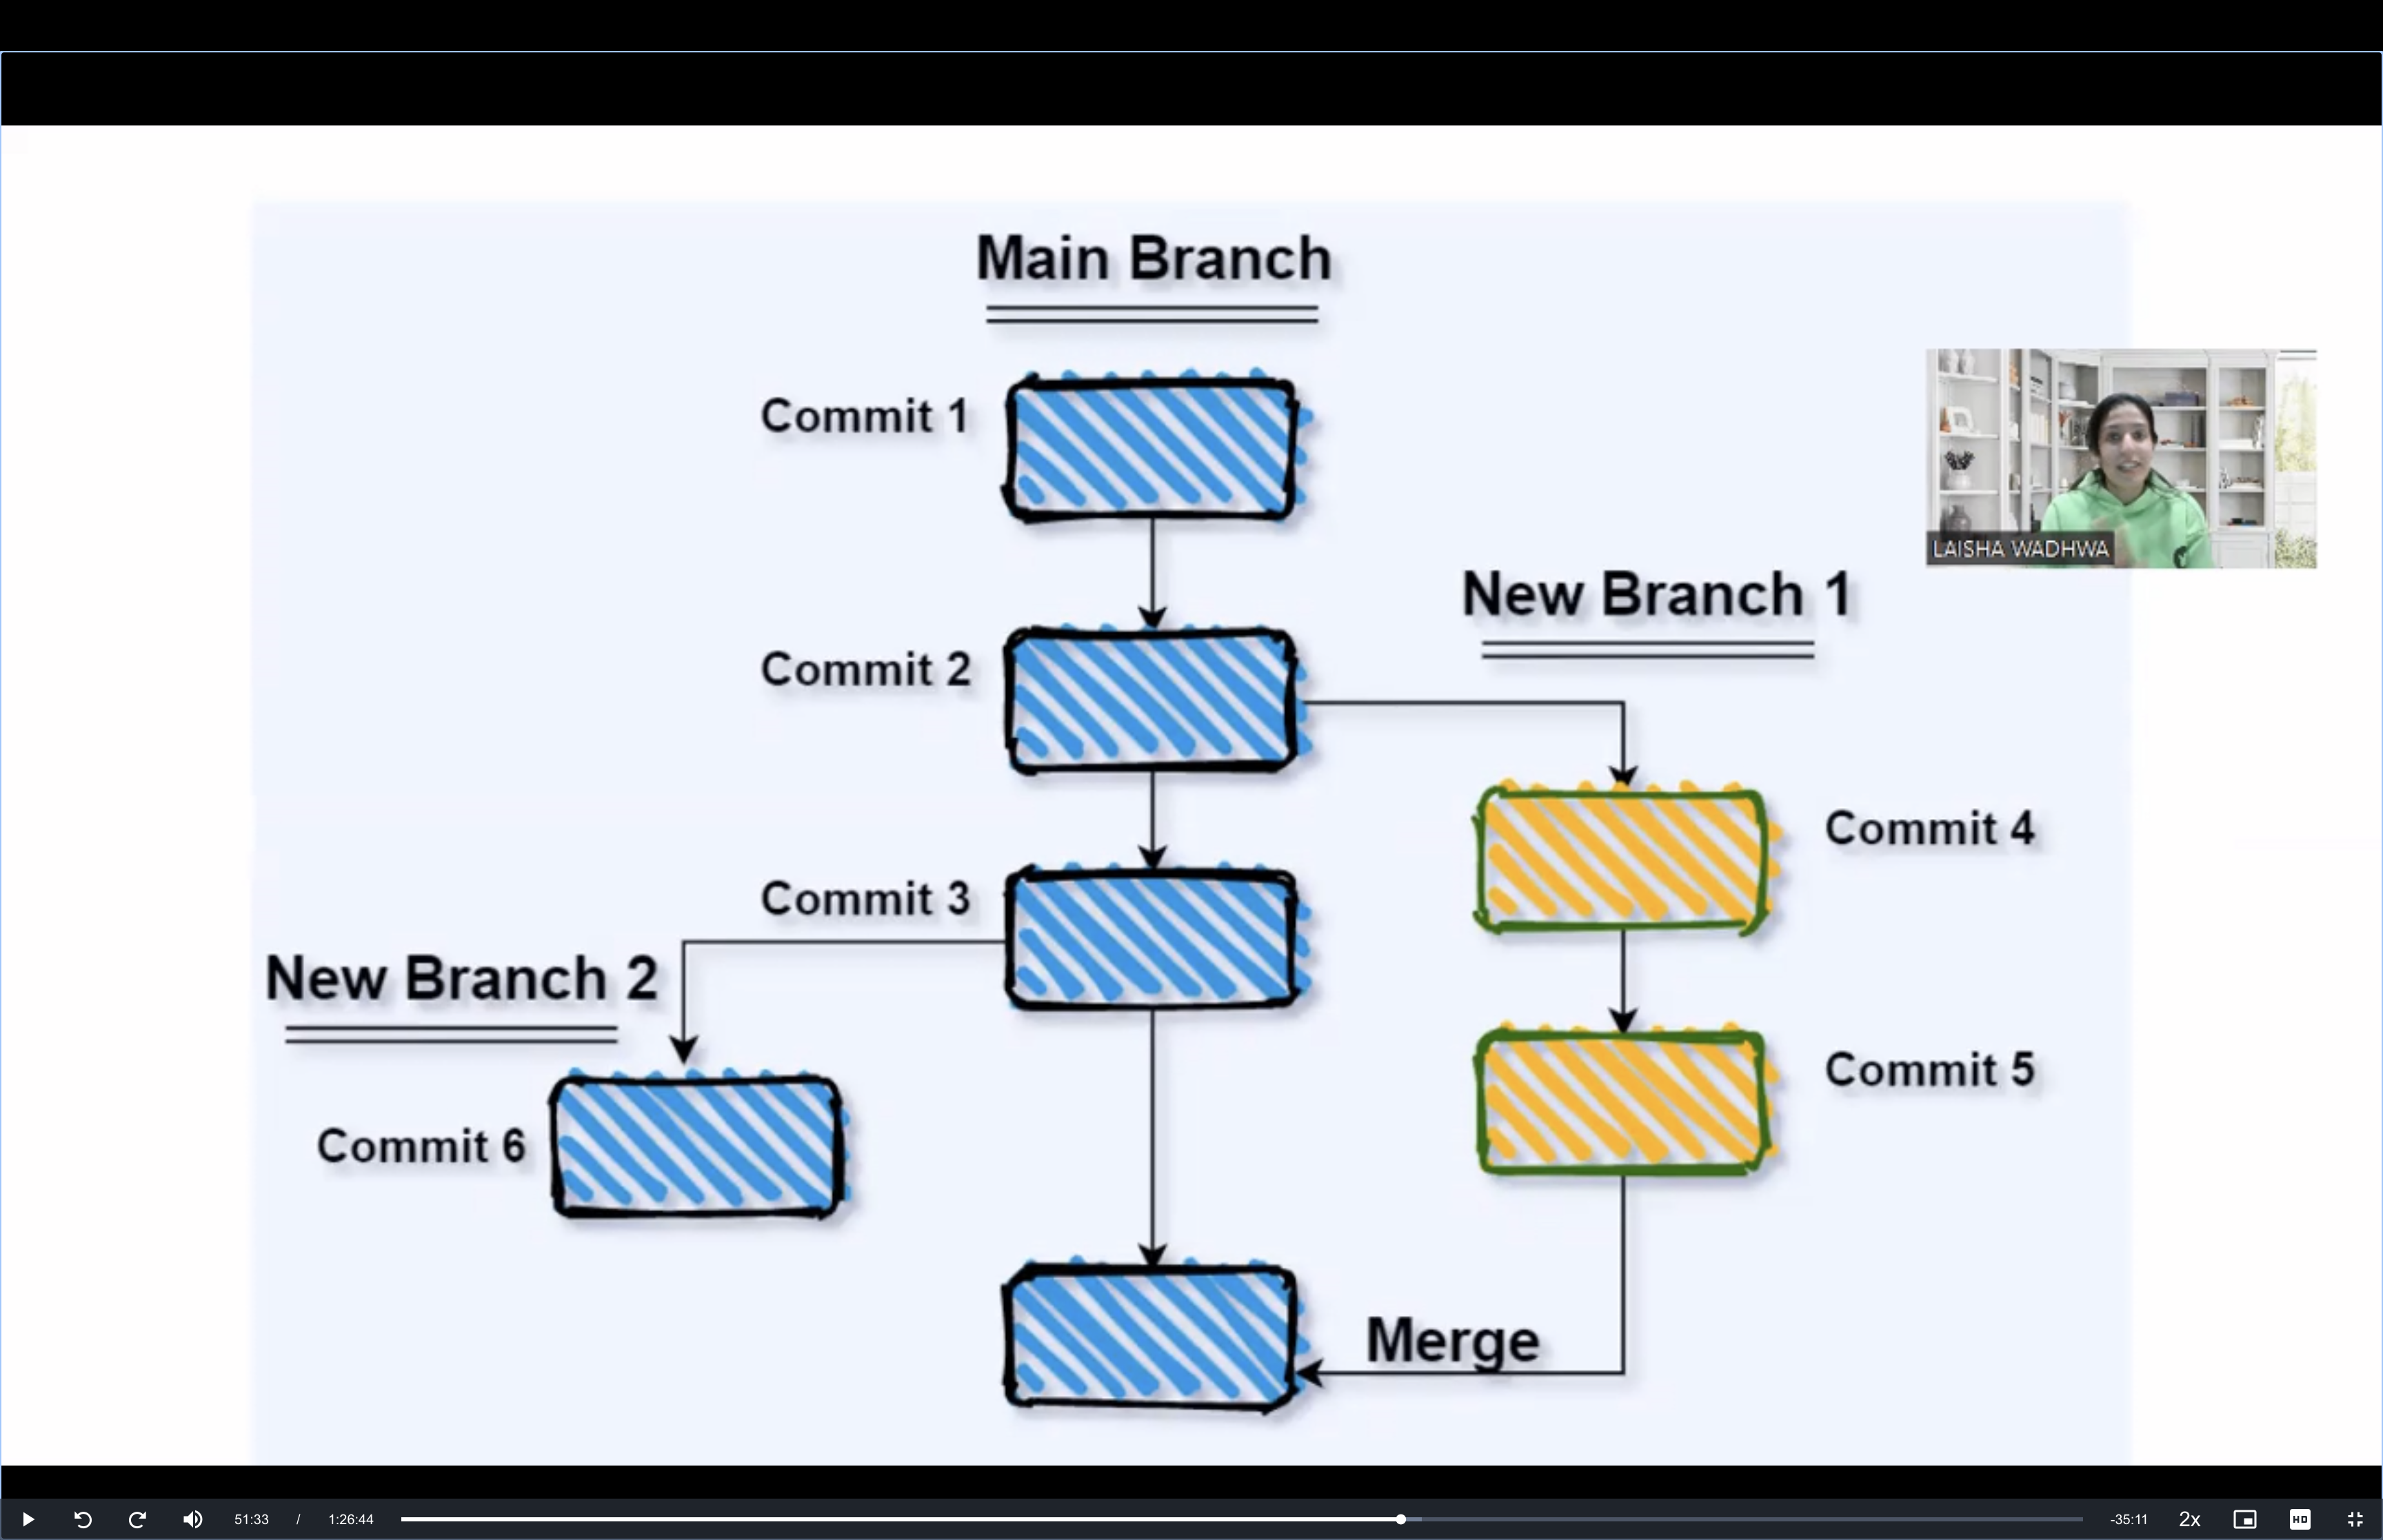 Main Branch
Commit 1
LAISHA WADHWA
New Branch 1
Commit 2
Commit 4
Commit 3
New Branch 2
Commit 5
Commit 6
Merge
51:33 / 1:26:44 -35:11 2x HD